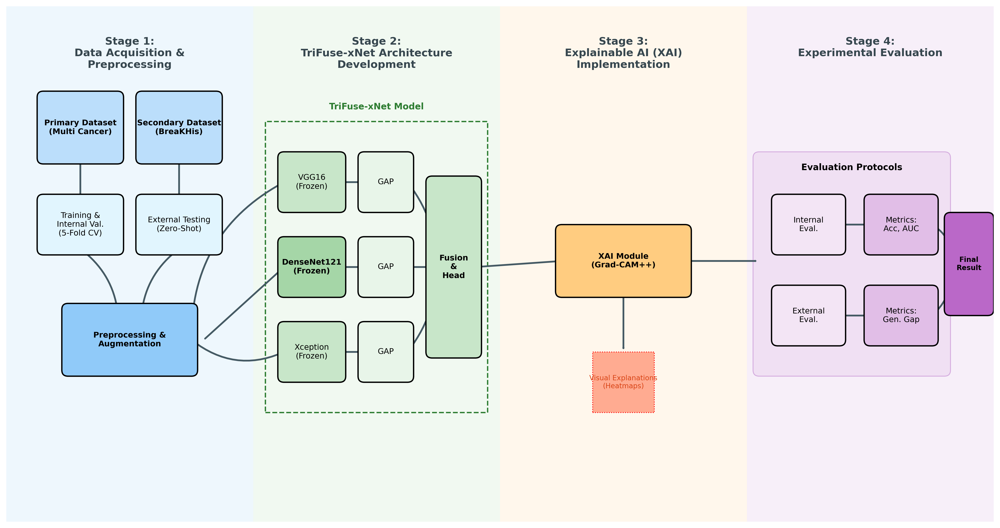 Stage 1:
Data Acquisition &
Preprocessing
Primary Dataset
(Multi Cancer)
Secondary Dataset
(BreaKHis)
Training &
Internal Val.
(5-Fold CV)
External Testing
(Zero-Shot)
Preprocessing &
Augmentation
Stage 2:
TriFuse-xNet Architecture
Development
TriFuse-xNet Model
VGG16
(Frozen)
GAP
DenseNet121
(Frozen)
GAP
Xception
(Frozen)
GAP
Fusion
&
Head
Stage 3:
Explainable AI (XAI)
Implementation
XAI Module
(Grad-CAM++)
Visual Explanations
(Heatmaps)
Stage 4:
Experimental Evaluation
Evaluation Protocols
Internal
Eval.
Metrics:
Acc, AUC
External
Eval.
Metrics:
Gen. Gap
Final
Result